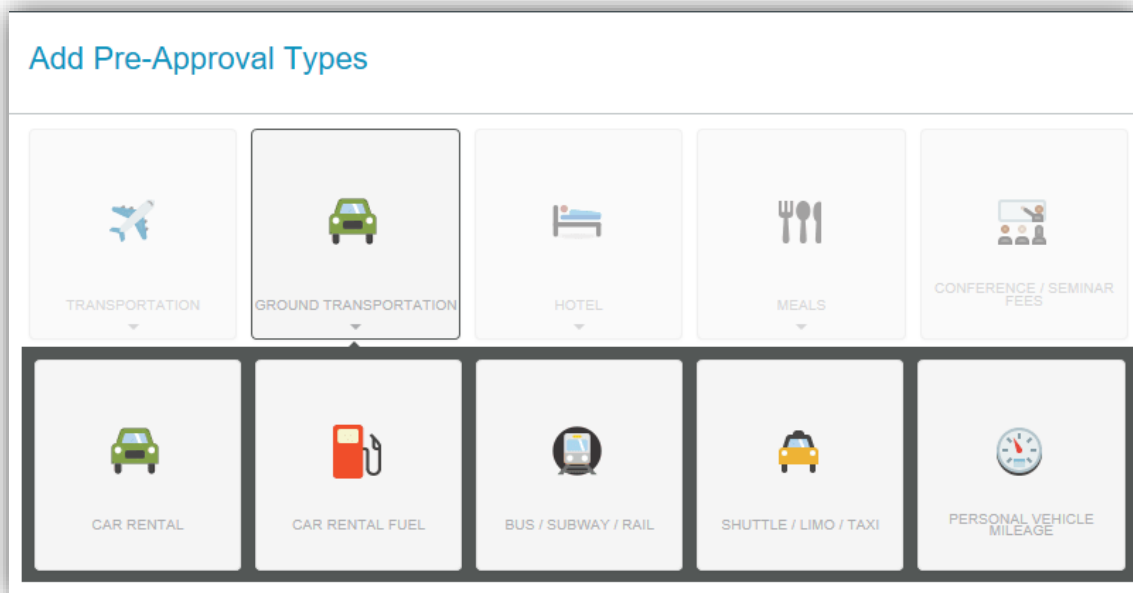 Add Pre-Approval Types
TRANSPORTATION
GROUND TRANSPORTATION
HOTEL
MEALS
CONFERENCE / SEMINAR
FEES
CAR RENTAL
CAR RENTAL FUEL
BUS / SUBWAY / RAIL
SHUTTLE / LIMO / TAXI
PERSONAL VEHICLE
MILEAGE